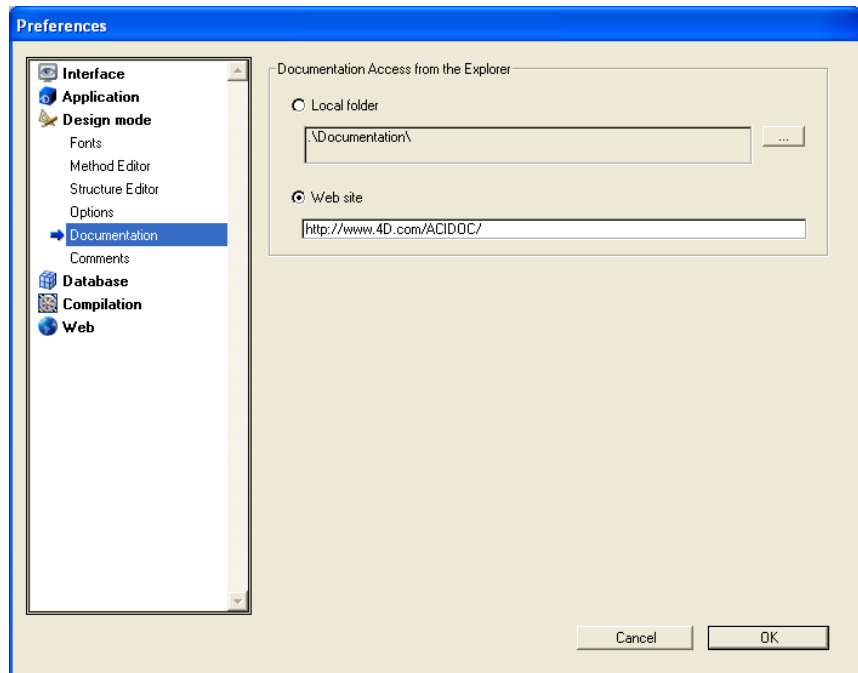 Preferences
Interface
Application
Design mode
Fonts
Method Editor
Structure Editor
Options
Documentation
Comments
Database
Compilation
Web
Documentation Access from the Explorer
Local folder
.\Documentation\
...
Web site
http://www.4D.com/ACIDOC/
Cancel
OK